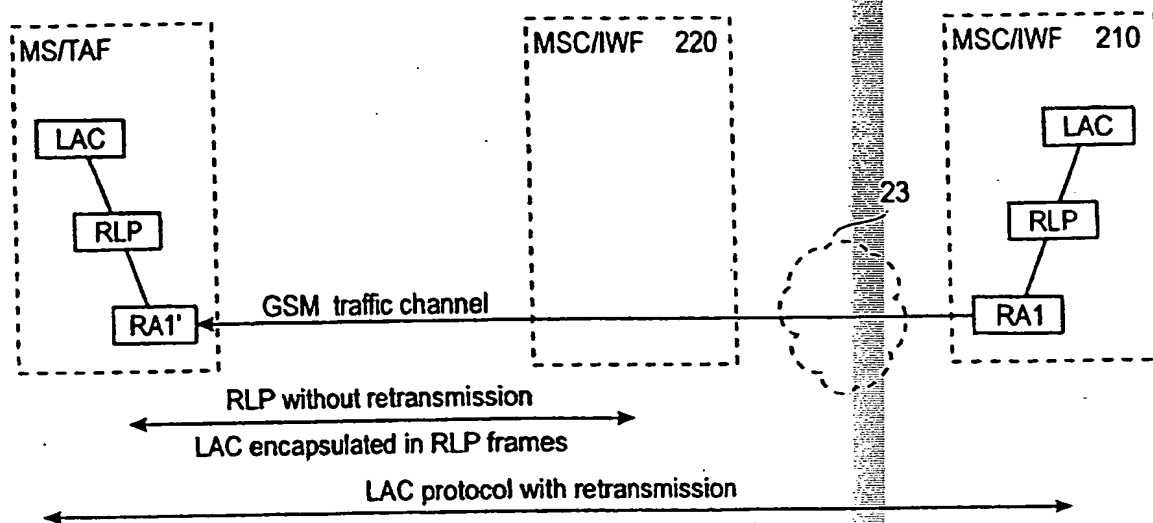 MS/TAF
MSC/IWF 220
MSC/IWF 210
LAC
LAC
23
RLP
RLP
GSM traffic channel
RA1'
RA1
RLP without retransmission
LAC encapsulated in RLP frames
LAC protocol with retransmission